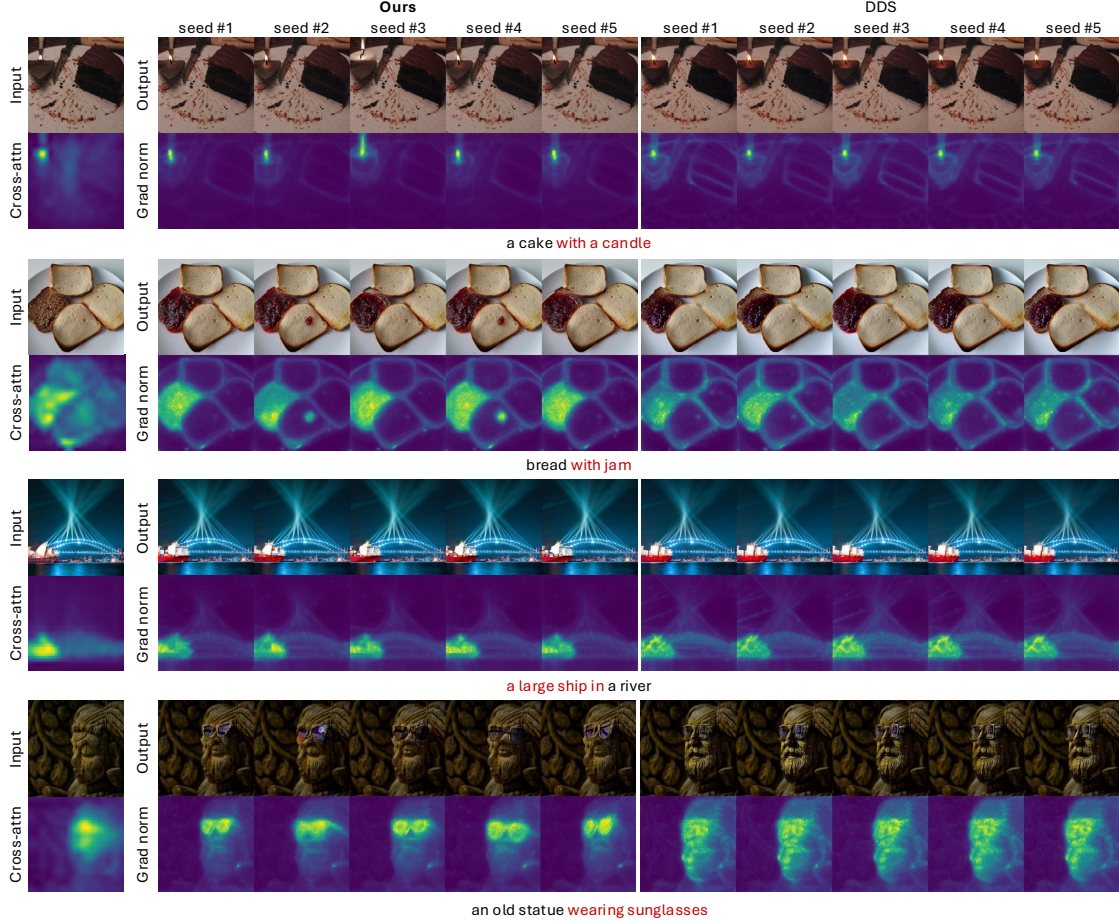 Ours DDS
seed #1 seed #2 seed #3 seed #4 seed #5 seed #1 seed #2 seed #3 seed #4 seed #5
Input Output
Cross-attn Grad norm
a cake with a candle
Input Output
Cross-attn Grad norm
bread with jam
Input Output
Cross-attn Grad norm
a large ship in a river
Input Output
Cross-attn Grad norm
an old statue wearing sunglasses